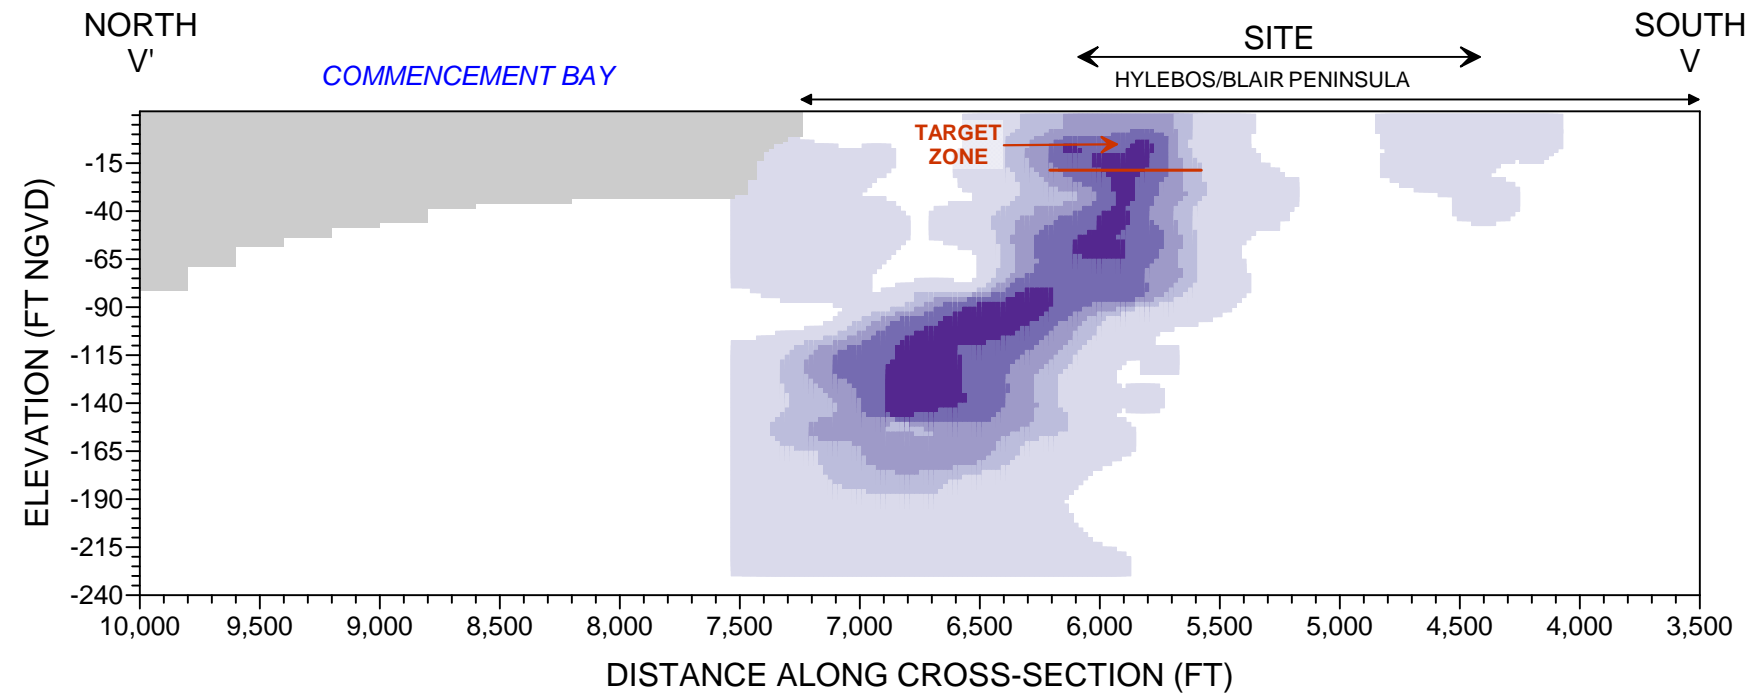 NORTH
V'
COMMENCEMENT BAY
SITE
HYLEBOS/BLAIR PENINSULA
SOUTH
V
TARGET
ZONE
ELEVATION (FT NGVD)
-15
-40
-65
-90
-115
-140
-165
-190
-215
-240
10,000 9,500 9,000 8,500 8,000 7,500 7,000 6,500 6,000 5,500 5,000 4,500 4,000 3,500
DISTANCE ALONG CROSS-SECTION (FT)